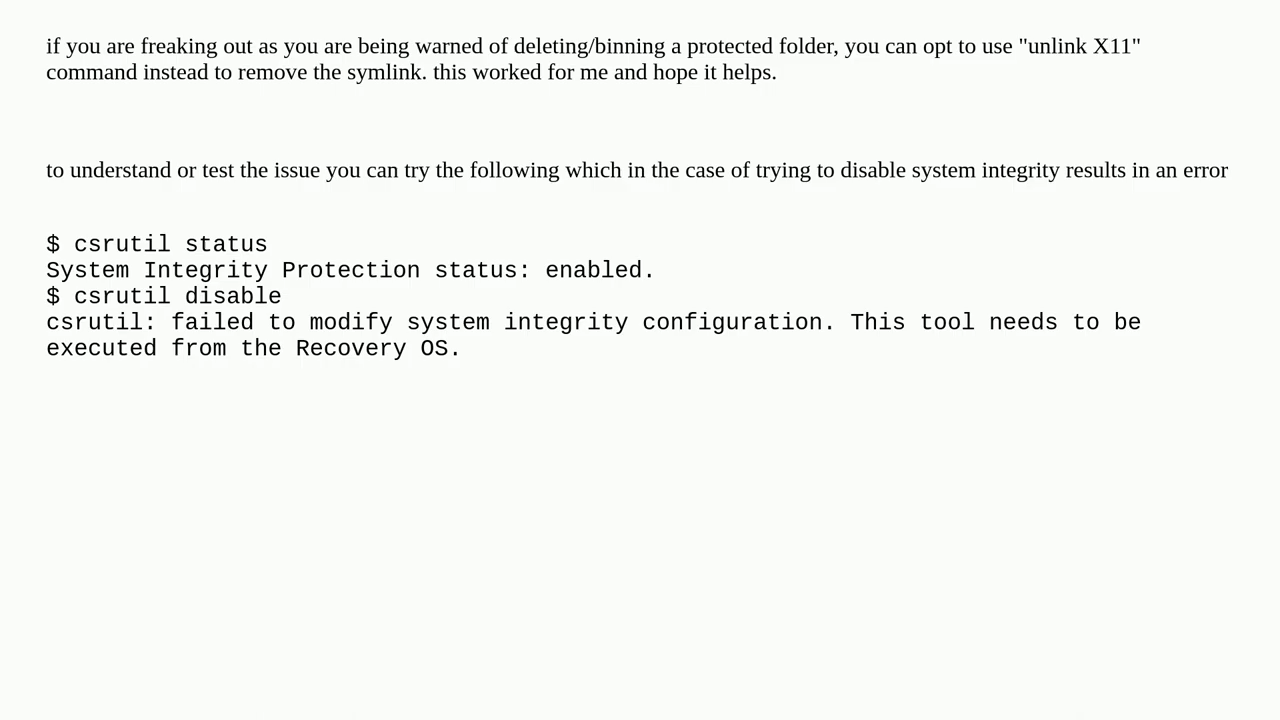 if you are freaking out as you are being warned of deleting/binning a protected folder, you can opt to use "unlink X11"
command instead to remove the symlink. this worked for me and hope it helps.
to understand or test the issue you can try the following which in the case of trying to disable system integrity results in an error
$ csrutil status
System Integrity Protection status: enabled.
$ csrutil disable
csrutil: failed to modify system integrity configuration. This tool needs to be
executed from the Recovery OS.